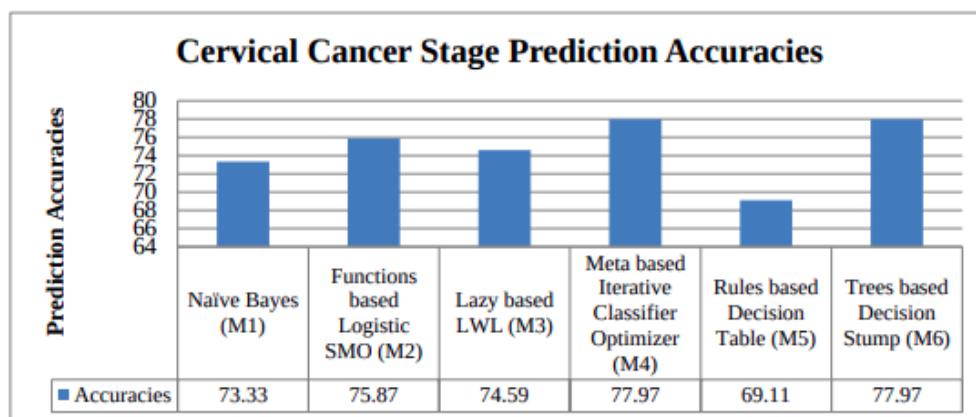 Cervical Cancer Stage Prediction Accuracies
Prediction Accuracies
80
78
76
74
72
70
68
66
64
Naïve Bayes
(M1)
Functions
based
Logistic
SMO (M2)
Lazy based
LWL (M3)
Meta based
Iterative
Classifier
Optimizer
(M4)
Rules based
Decision
Table (M5)
Trees based
Decision
Stump (M6)
Accuracies 73.33 75.87 74.59 77.97 69.11 77.97